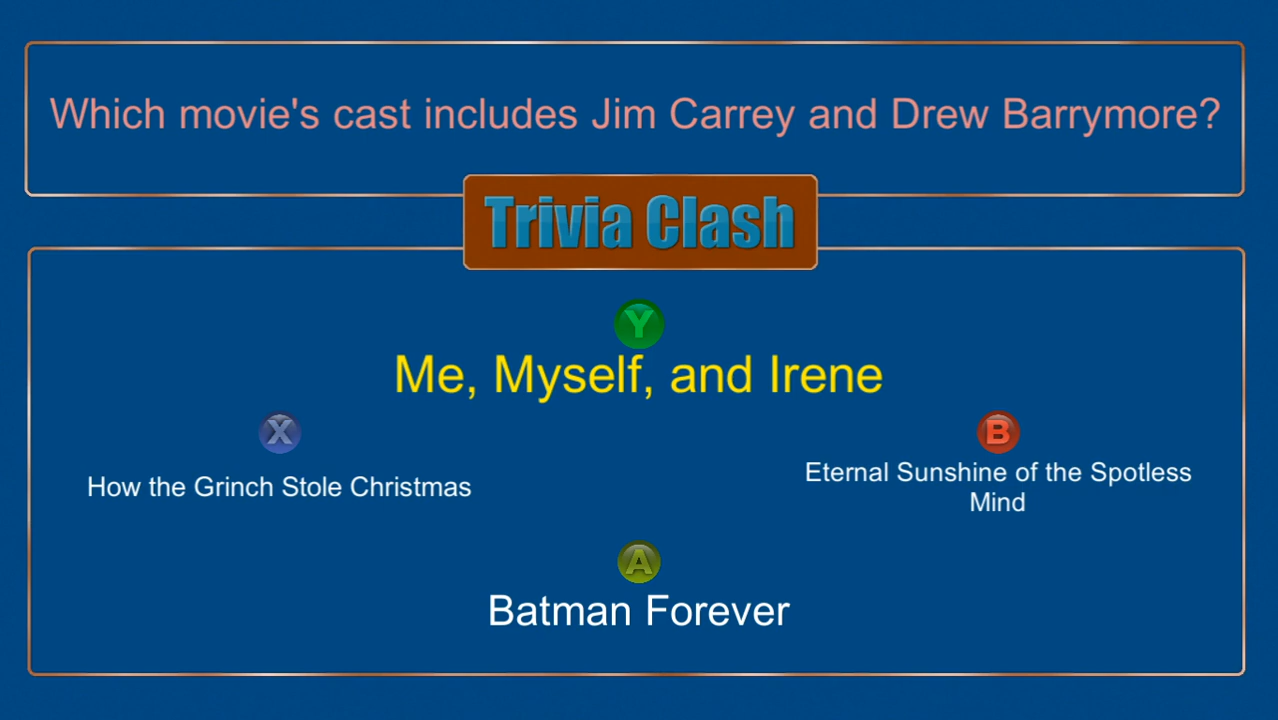 Which movie's cast includes Jim Carrey and Drew Barrymore?
Trivia Clash
Y
Me, Myself, and Irene
X
How the Grinch Stole Christmas
B
Eternal Sunshine of the Spotless
Mind
A
Batman Forever